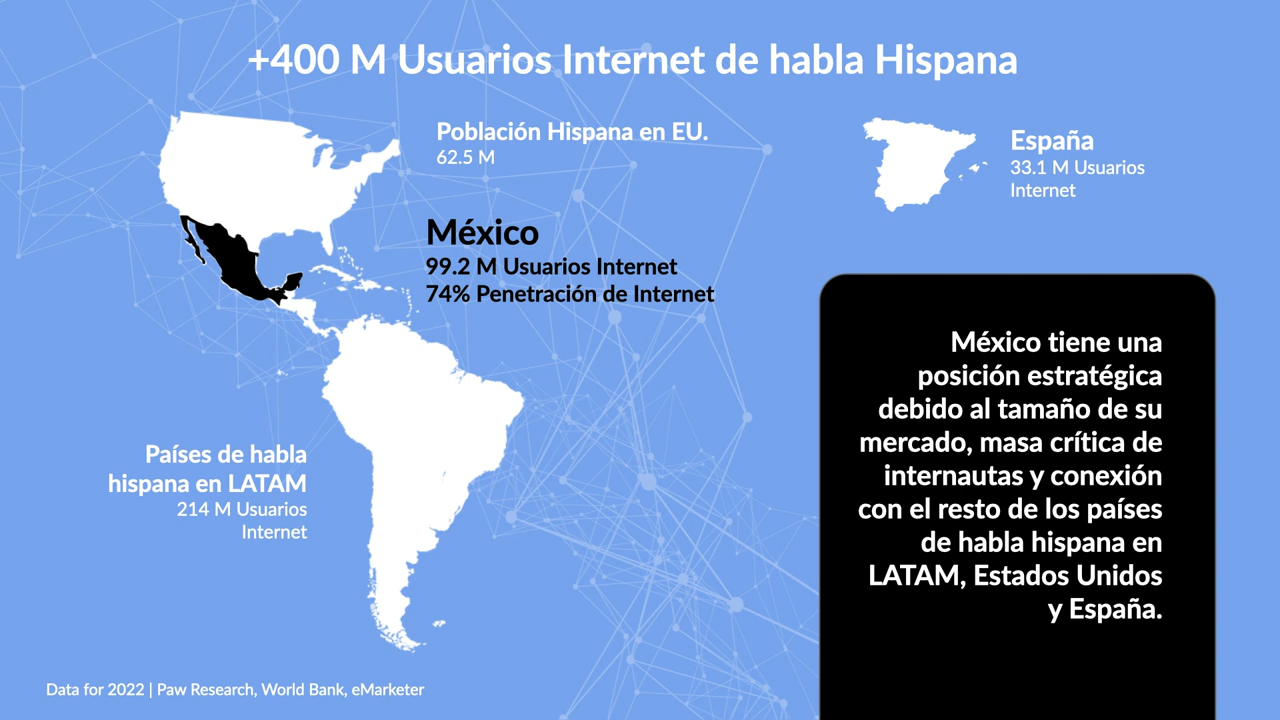 +400 M Usuarios Internet de habla Hispana
Población Hispana en EU.
62.5 M
España
33.1 M Usuarios
Internet
México
99.2 M Usuarios Internet
74% Penetración de Internet
Países de habla
hispana en LATAM
214 M Usuarios
Internet
México tiene una
posición estratégica
debido al tamaño de su
mercado, masa crítica de
internautas y conexión
con el resto de los países
de habla hispana en
LATAM, Estados Unidos
y España.
Data for 2022 | Paw Research, World Bank, eMarketer